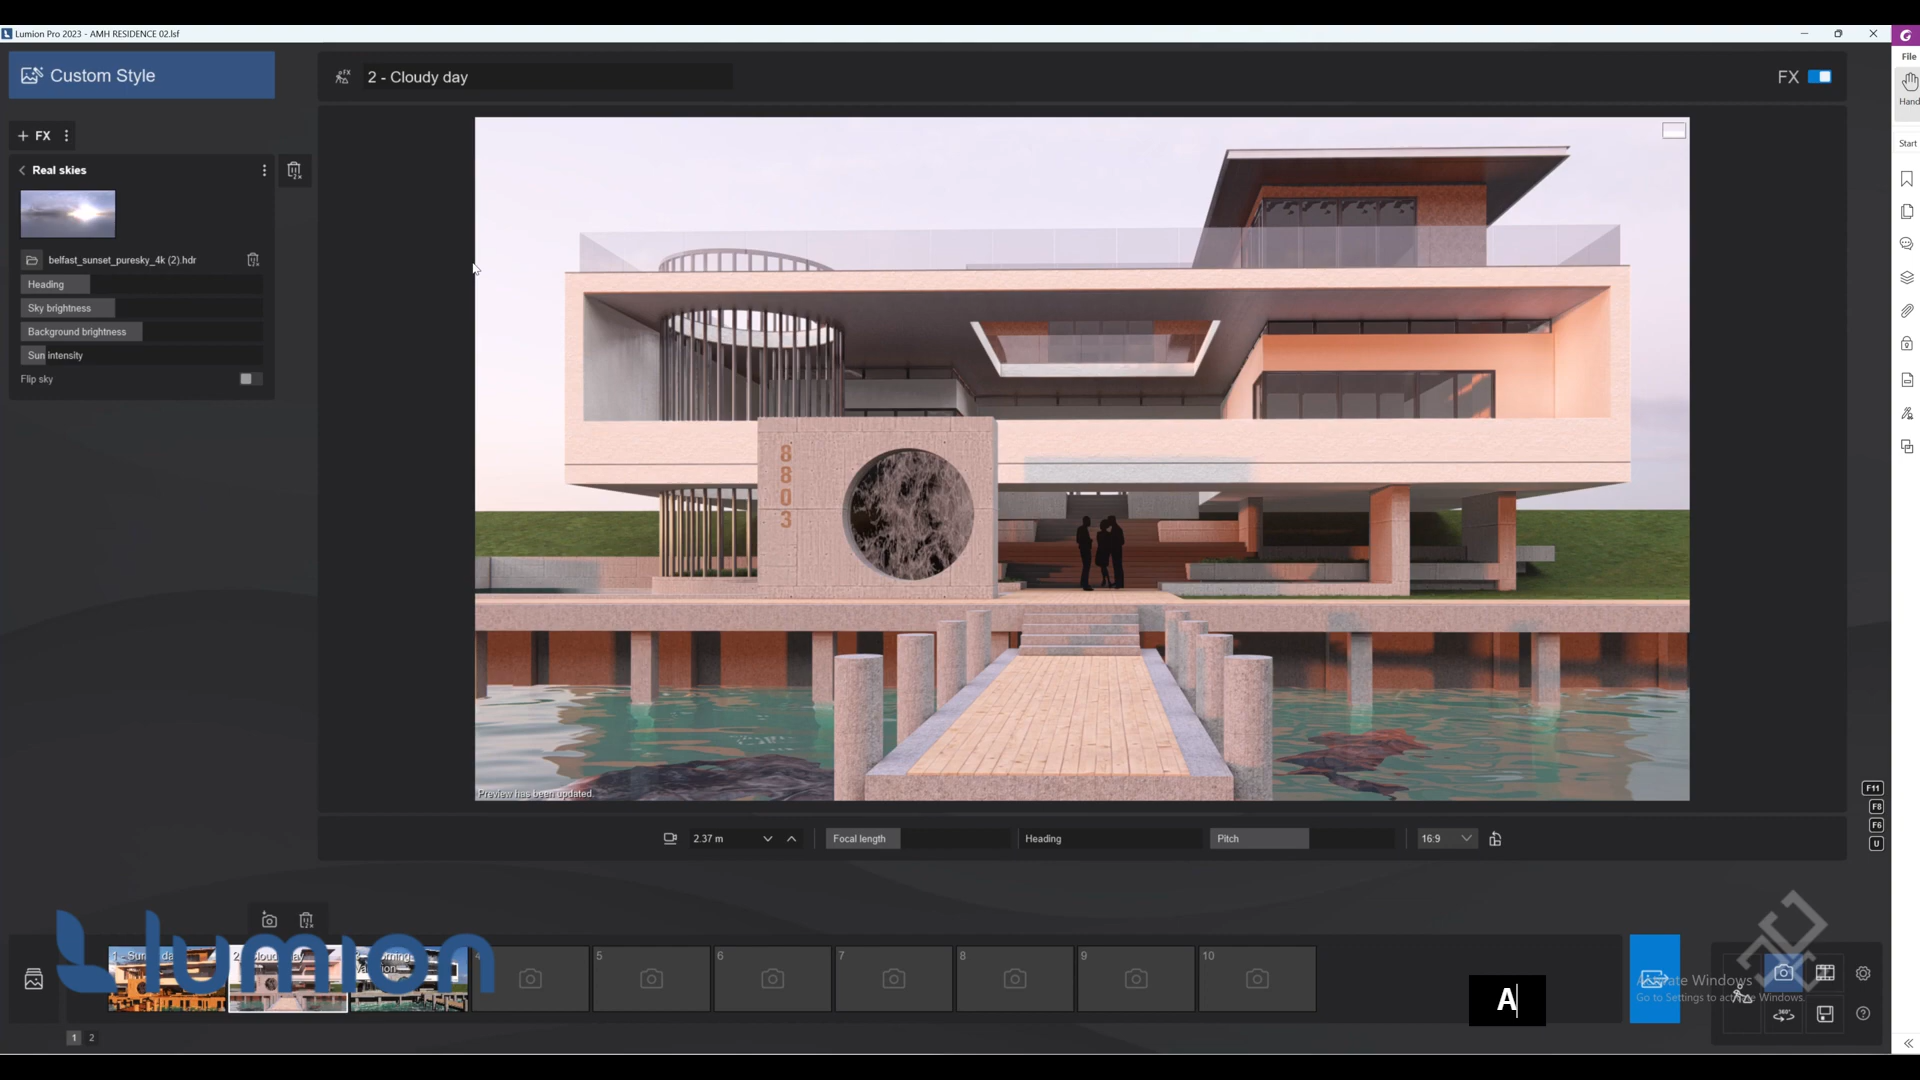 Lumion Pro 2023 - AMH RESIDENCE 02.lsf
File
Custom Style
2 - Cloudy day
FX
Hand
FX
Start
Real skies
belfast_sunset_puresky_4k (2).hdr
Heading
Sky brightness
Background brightness
Sun intensity
Flip sky
8
8
0
3
Preview has been updated.
F11
F8
F6
U
2.37 m
Focal length
Heading
Pitch
16:9
Lumion
4
5
6
7
8
9
10
A
Activate Windows
Go to Settings to activate Windows.
360°
1
2